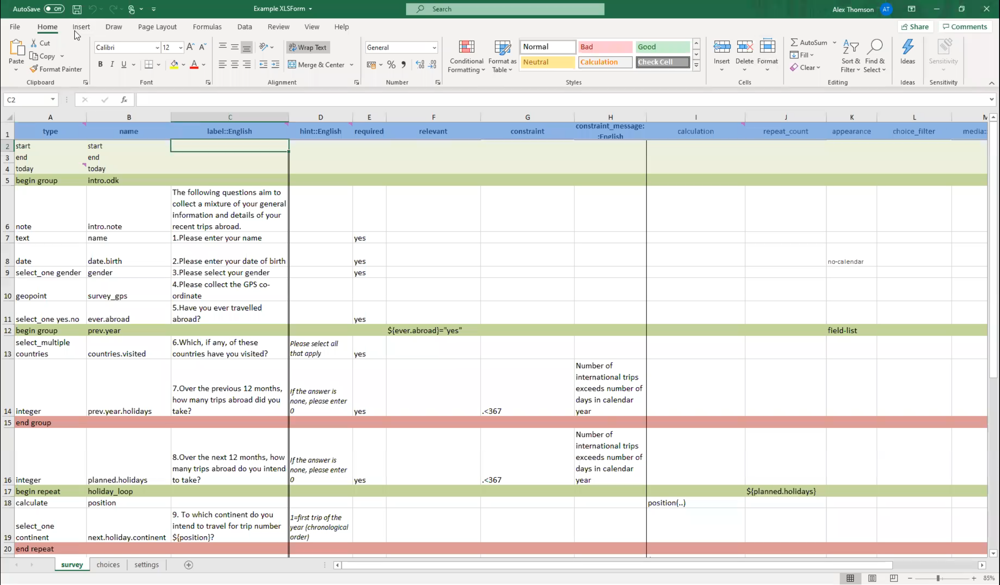 AutoSave Off Example XLSForm Search Alex Thomson AT
File Home Insert Draw Page Layout Formulas Data Review View Help Share Comments
Paste Cut Copy Format Painter Clipboard
Calibri 12 B I U A Font
ab Wrap Text Merge & Center Alignment
General % Number
Conditional Formatting Format as Table
Normal Bad Good
Neutral Calculation Check Cell
Styles
Insert Delete Format Cells
AutoSum Fill Clear Sort & Filter Find & Select Editing
Ideas Ideas
Sensitivity Sensitivity
C2 fx
A B C D E F G H I J K L
1 type name label::English hint::English required relevant constraint constraint_message::English calculation repeat_count appearance choice_filter media::
2 start start
3 end end
4 today today
5 begin group intro.odk
The following questions aim to
collect a mixture of your general
information and details of your
6 note intro.note recent trips abroad.
7 text name 1.Please enter your name yes
8 date date.birth 2.Please enter your date of birth yes no-calendar
9 select_one gender gender 3.Please select your gender yes
4.Please collect the GPS co-
10 geopoint survey_gps ordinate
5.Have you ever travelled
11 select_one yes.no ever.abroad abroad? yes
12 begin group prev.year ${ever.abroad}="yes" field-list
select_multiple 6.Which, if any, of these Please select all
13 countries countries.visited countries have you visited? that apply yes
Number of
international trips
7.Over the previous 12 months, If the answer is exceeds number of
how many trips abroad did you none, please enter days in calendar
14 integer prev.year.holidays take? 0 yes .<367 year
15 end group
Number of
international trips
8.Over the next 12 months, how If the answer is exceeds number of
many trips abroad do you intend none, please enter days in calendar
16 integer planned.holidays to take? 0 yes .<367 year
17 begin repeat holiday_loop ${planned.holidays}
18 calculate position position(..)
9. To which continent do you 1=first trip of the
select_one intend to travel for trip number year (chronological
19 continent next.holiday.continent ${position}? order)
20 end repeat
survey choices settings
85%